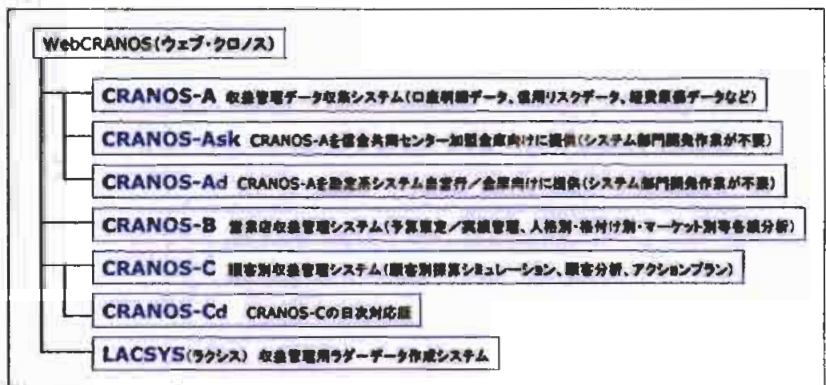 WebCRANOS(ウェブ・クロノス)
CRANOS-A 収益管理データ収集システム(口座明細データ、信用リスクデータ、経費原価データなど)
CRANOS-Ask CRANOS-Aを信金共同センター加盟金庫向けに提供(システム部門開発作業が不要)
CRANOS-Ad CRANOS-Aを勘定系システム自営行/金庫向けに提供(システム部門開発作業が不要)
CRANOS-B 営業店収益管理システム(予算策定/実績管理、人格別・格付け別・マーケット別等各種分析)
CRANOS-C 顧客別収益管理システム(顧客別採算シミュレーション、顧客分析、アクションプラン)
CRANOS-Cd CRANOS-Cの日次対応版
LACSYS(ラクシス) 収益管理用ラダーデータ作成システム